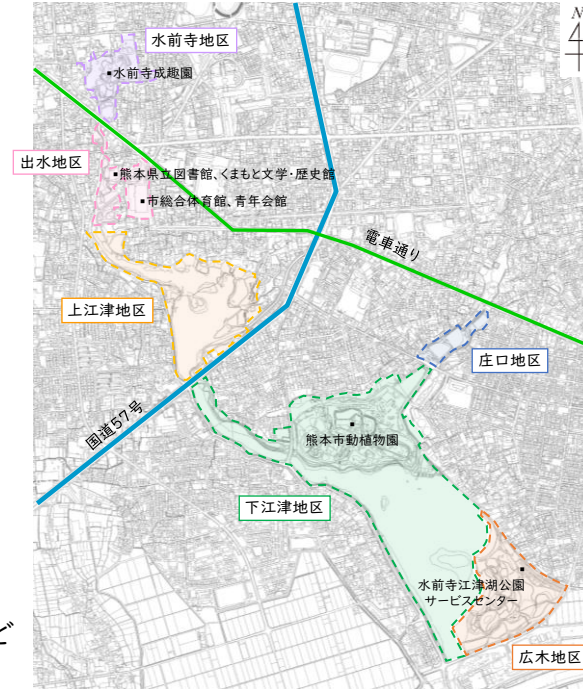 N
水前寺地区
▪水前寺成趣園
出水地区
▪熊本県立図書館、くまもと文学・歴史館
▪市総合体育館、青年会館
電車通り
上江津地区
庄口地区
国道57号
熊本市動植物園
下江津地区
水前寺江津湖公園
サービスセンター
ど
広木地区